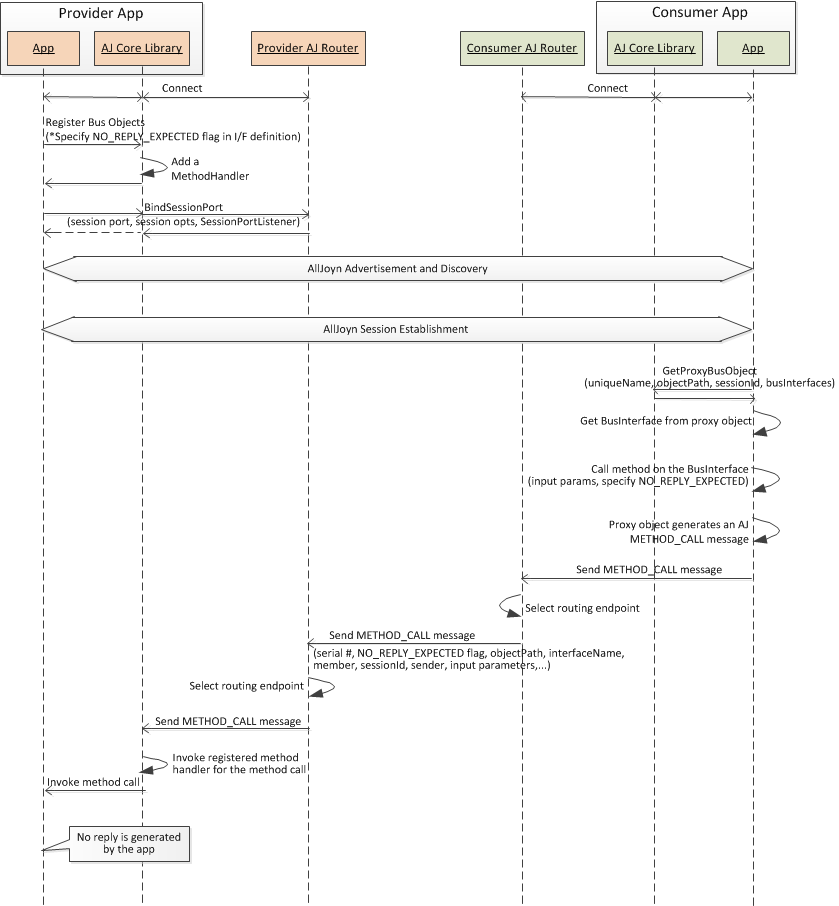 Provider App
Consumer App
App
AJ Core Library
Provider AJ Router
Consumer AJ Router
AJ Core Library
App
Connect
Connect
Register Bus Objects
(*Specify NO_REPLY_EXPECTED flag in I/F definition)
Add a
MethodHandler
BindSessionPort
(session port, session opts, SessionPortListener)
AllJoyn Advertisement and Discovery
AllJoyn Session Establishment
GetProxyBusObject
(uniqueName, objectPath, sessionId, busInterfaces)
Get BusInterface from proxy object
Call method on the BusInterface
(input params, specify NO_REPLY_EXPECTED)
Proxy object generates an AJ
METHOD_CALL message
Send METHOD_CALL message
Select routing endpoint
Send METHOD_CALL message
(serial #, NO_REPLY_EXPECTED flag, objectPath, interfaceName,
member, sessionId, sender, input parameters,...)
Select routing endpoint
Send METHOD_CALL message
Invoke registered method
handler for the method call
Invoke method call
No reply is generated
by the app